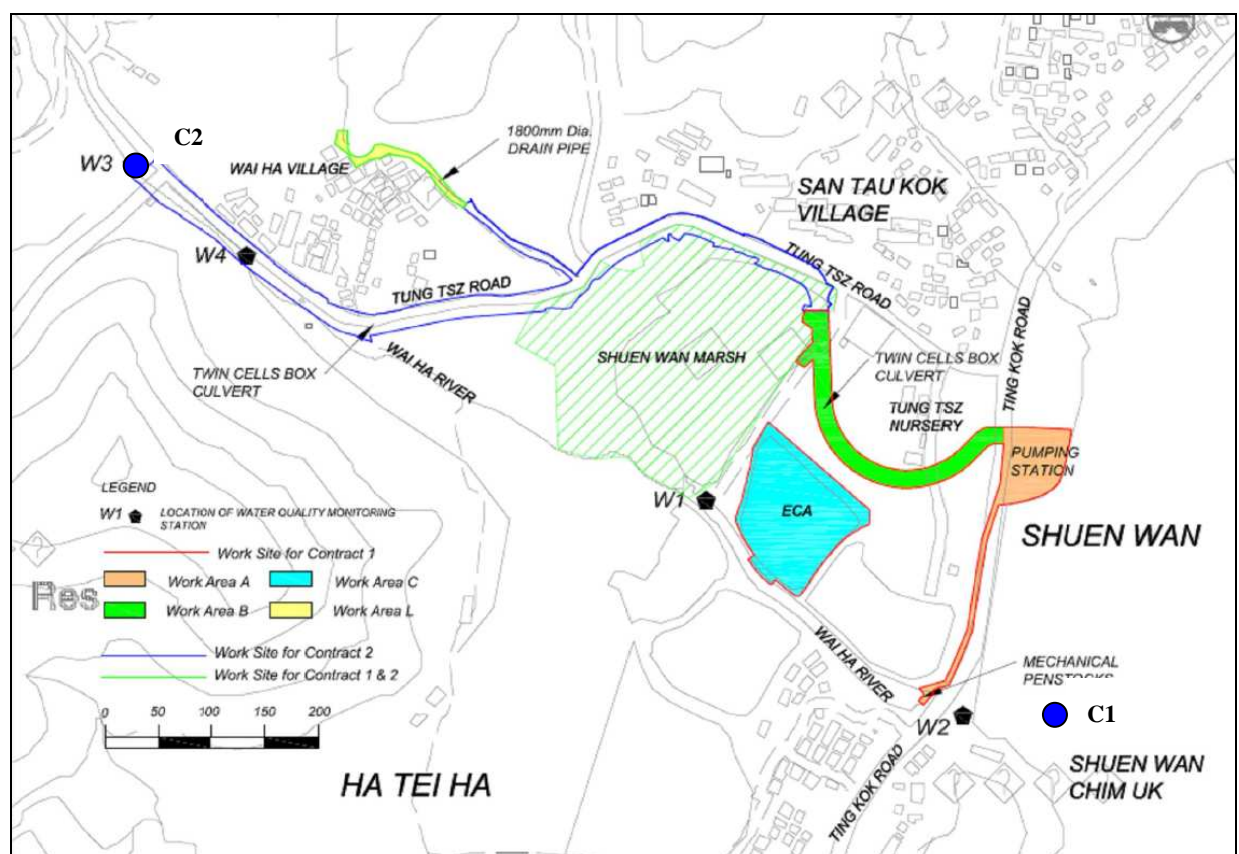 C2
W3
WAI HA VILLAGE
1800mm Dia.
DRAIN PIPE
W4
TUNG TSZ ROAD
SAN TAU KOK
VILLAGE
TUNG TSZ ROAD
TING KOK ROAD
SHUEN WAN MARSH
WAI HA RIVER
TWIN CELLS BOX
CULVERT
TWIN CELLS BOX
CULVERT
TUNG TSZ
NURSERY
PUMPING
STATION
W1
ECA
SHUEN WAN
LEGEND
W1 LOCATION OF WATER QUALITY MONITORING
STATION
Work Site for Contract 1
Work Area A
Work Area C
Res
Work Area B
Work Area L
Work Site for Contract 2
Work Site for Contract 1 & 2
0 50 100 150 200
WAI HA RIVER
MECHANICAL
PENSTOCKS
W2
C1
TING KOK ROAD
HA TEI HA
SHUEN WAN
CHIM UK